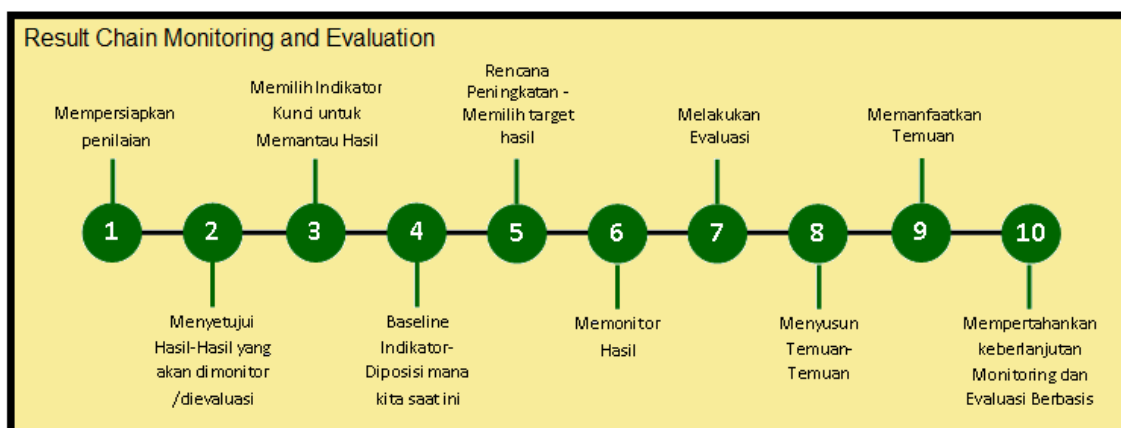 Result Chain Monitoring and Evaluation
Mempersiapkan
penilaian
1
Menyetujui
Hasil-Hasil yang
akan dimonitor
/dievaluasi
2
Memilih Indikator
Kunci untuk
Memantau Hasil
3
Baseline
Indikator-
Diposisi mana
kita saat ini
4
Rencana
Peningkatan -
Memilih target
hasil
5
Memonitor
Hasil
6
Melakukan
Evaluasi
7
Menyusun
Temuan-
Temuan
8
Memanfaatkan
Temuan
9
Mempertahankan
keberlanjutan
Monitoring dan
Evaluasi Berbasis
10